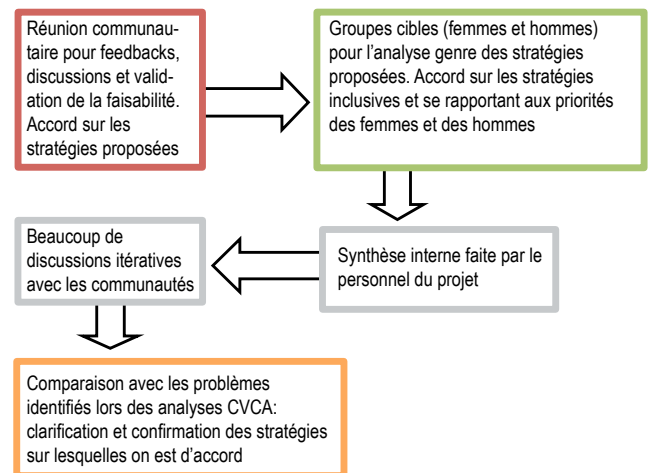 Réunion communau-
taire pour feedbacks,
discussions et valid-
ation de la faisabilité.
Accord sur les
stratégies proposées
Groupes cibles (femmes et hommes)
pour l’analyse genre des stratégies
proposées. Accord sur les stratégies
inclusives et se rapportant aux priorités
des femmes et des hommes
Synthèse interne faite par le
personnel du projet
Beaucoup de
discussions itératives
avec les communautés
Comparaison avec les problèmes
identifiés lors des analyses CVCA:
clarification et confirmation des stratégies
sur lesquelles on est d’accord